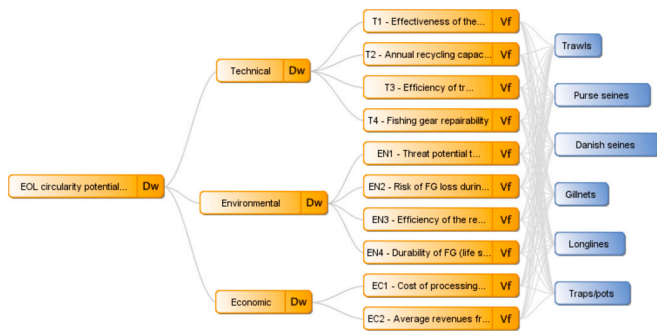 EOL circularity potential... Dw
Technical Dw
Environmental Dw
Economic Dw
T1 - Effectiveness of the... Vf
T2 - Annual recycling capac... Vf
T3 - Efficiency of tr... Vf
T4 - Fishing gear repairability Vf
EN1 - Threat potential t... Vf
EN2 - Risk of FG loss durin... Vf
EN3 - Efficiency of the re... Vf
EN4 - Durability of FG (life s... Vf
EC1 - Cost of processing... Vf
EC2 - Average revenues fr... Vf
Trawls
Purse seines
Danish seines
Gillnets
Longlines
Traps/pots